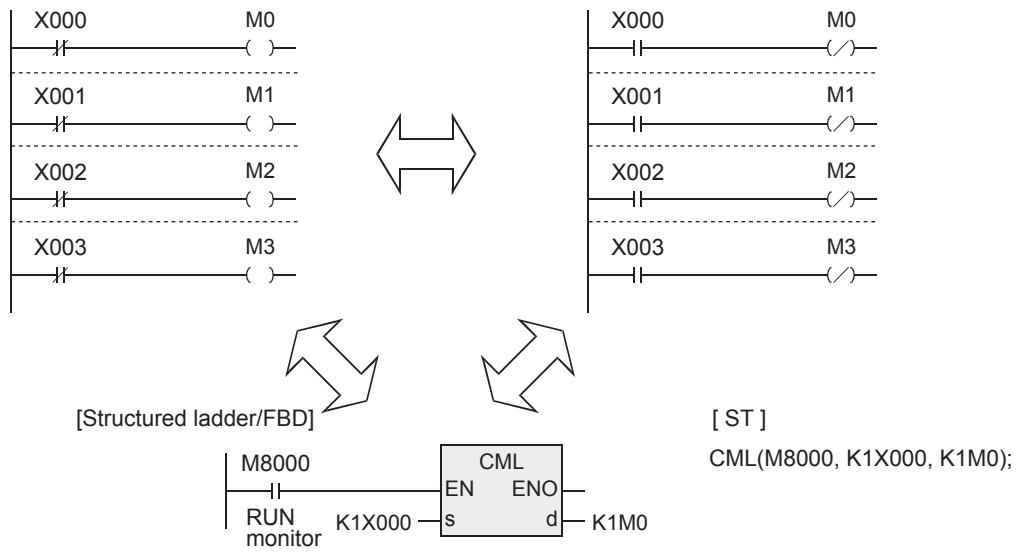 X000 M0
X001 M1
X002 M2
X003 M3
X000 M0
X001 M1
X002 M2
X003 M3
[Structured ladder/FBD]
M8000
RUN
monitor
CML
EN ENO
K1X000 s d K1M0
[ ST ]
CML(M8000, K1X000, K1M0);